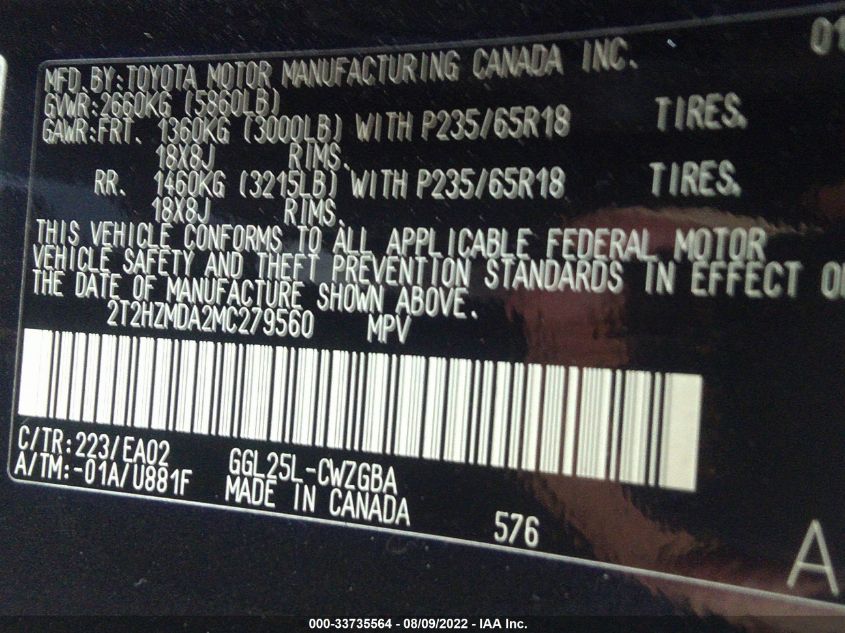 01
MFD.BY:TOYOTA MOTOR MANUFACTURING CANADA INC.
GVWR:2660KG (5860LB)
GAWR:FRT. 1360KG (3000LB) WITH P235/65R18 TIRES,
18X8J RIMS.
RR. 1460KG (3215LB) WITH P235/65R18 TIRES,
18X8J RIMS.
THIS VEHICLE CONFORMS TO ALL APPLICABLE FEDERAL MOTOR
VEHICLE SAFETY AND THEFT PREVENTION STANDARDS IN EFFECT
THE DATE OF MANUFACTURE SHOWN ABOVE.
2T2HZMDA2MC279560 MPV
C/TR:223/EA02
A/TM:-01A/U881F
GGL25L-CWZGBA
MADE IN CANADA
576
A
000-33735564 - 08/09/2022 - IAA Inc.